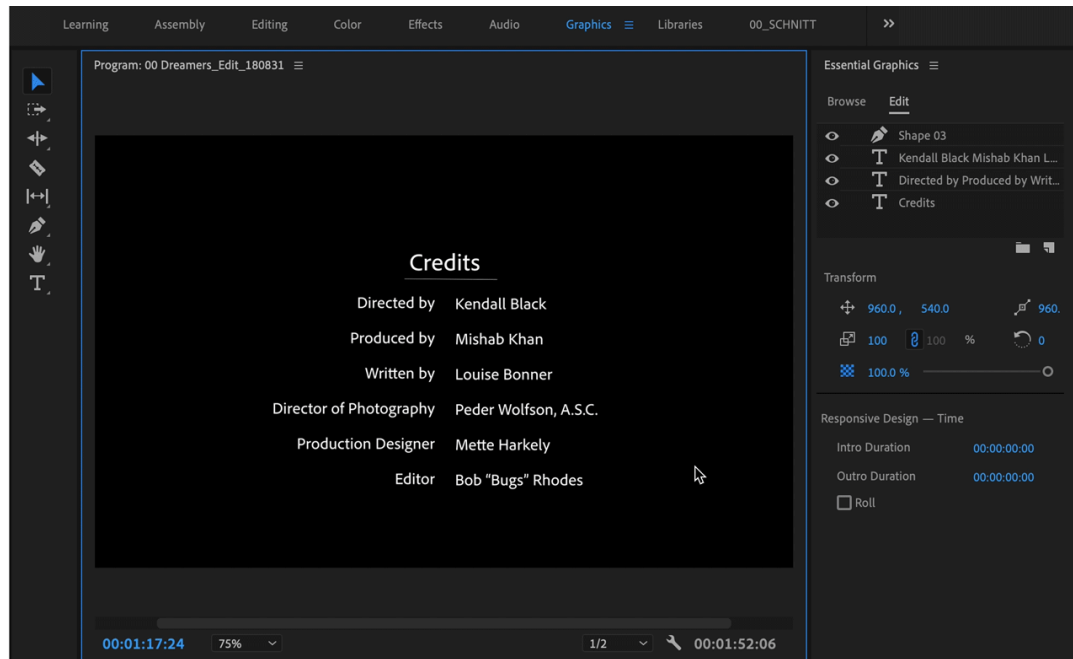 Learning Assembly Editing Color Effects Audio Graphics Libraries 00_SCHNITT
Program: 00 Dreamers_Edit_180831
Credits
Directed by Kendall Black
Produced by Mishab Khan
Written by Louise Bonner
Director of Photography Peder Wolfson, A.S.C.
Production Designer Mette Harkely
Editor Bob "Bugs" Rhodes
00:01:17:24 75% 1/2 00:01:52:06
Essential Graphics
Browse Edit
Shape 03
Kendall Black Mishab Khan L...
Directed by Produced by Writ...
Credits
Transform
960.0 , 540.0 960.
100 100 % 0
100.0 %
Responsive Design — Time
Intro Duration 00:00:00:00
Outro Duration 00:00:00:00
Roll